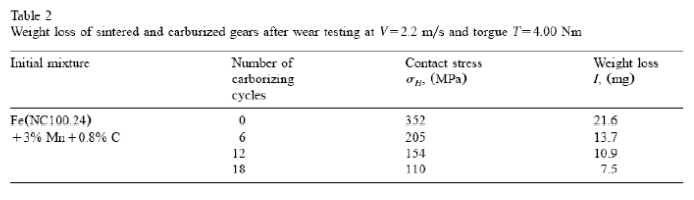 Table 2
Weight loss of sintered and carburized gears after wear testing at V=2.2 m/s and torgue T=4.00 Nm
Initial mixture Number of carborizing cycles Contact stress σH, (MPa) Weight loss I, (mg)
Fe(NC100.24) 0 352 21.6
+3% Mn+0.8% C 6 205 13.7
12 154 10.9
18 110 7.5